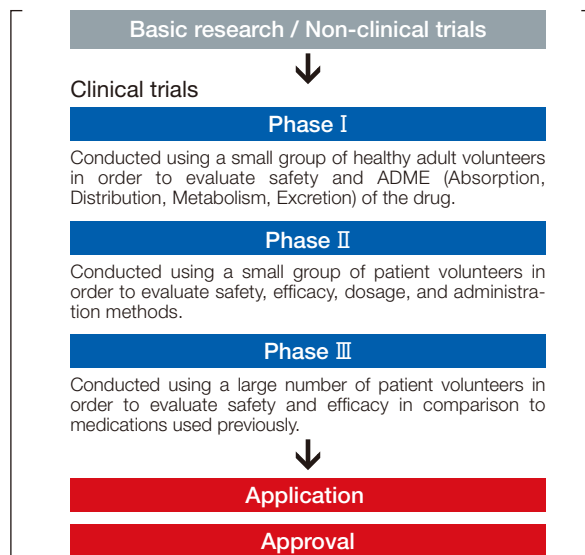 Basic research / Non-clinical trials
Clinical trials
Phase Ⅰ
Conducted using a small group of healthy adult volunteers
in order to evaluate safety and ADME (Absorption,
Distribution, Metabolism, Excretion) of the drug.
Phase Ⅱ
Conducted using a small group of patient volunteers in
order to evaluate safety, efficacy, dosage, and administra-
tion methods.
Phase Ⅲ
Conducted using a large number of patient volunteers in
order to evaluate safety and efficacy in comparison to
medications used previously.
Application
Approval